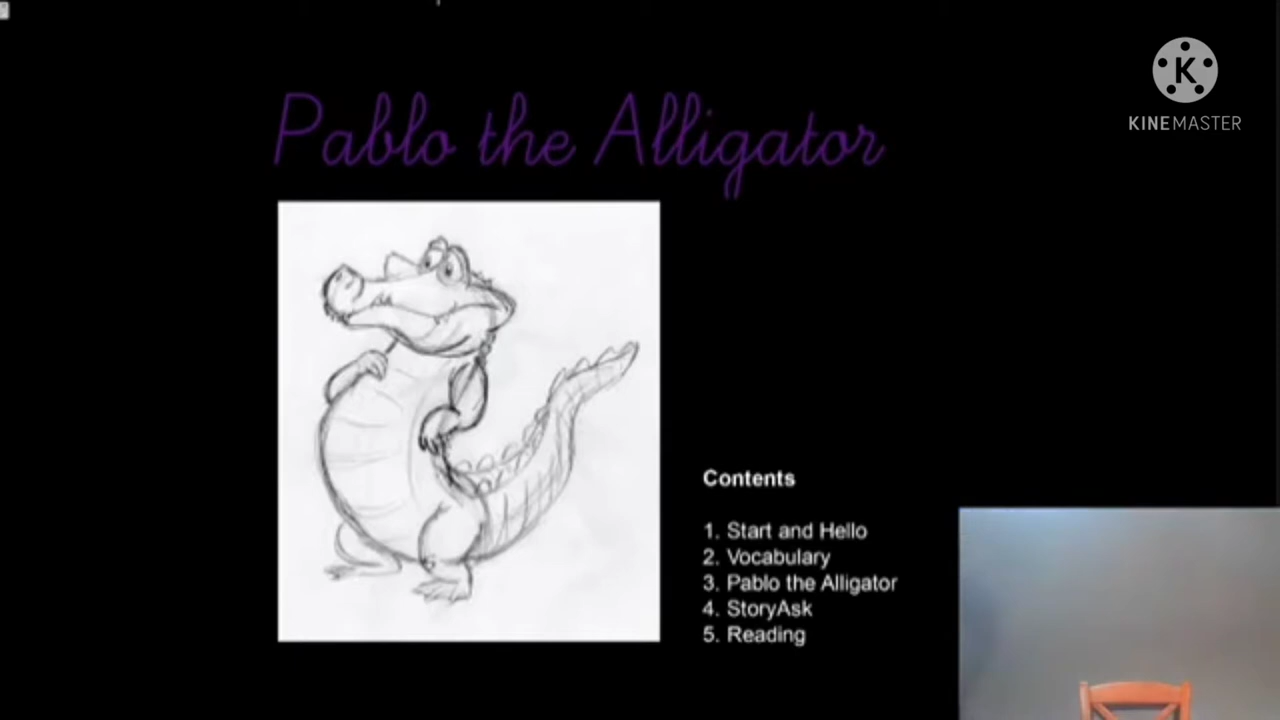 Pablo the Alligator
K
KINEMASTER
Contents
1. Start and Hello
2. Vocabulary
3. Pablo the Alligator
4. StoryAsk
5. Reading